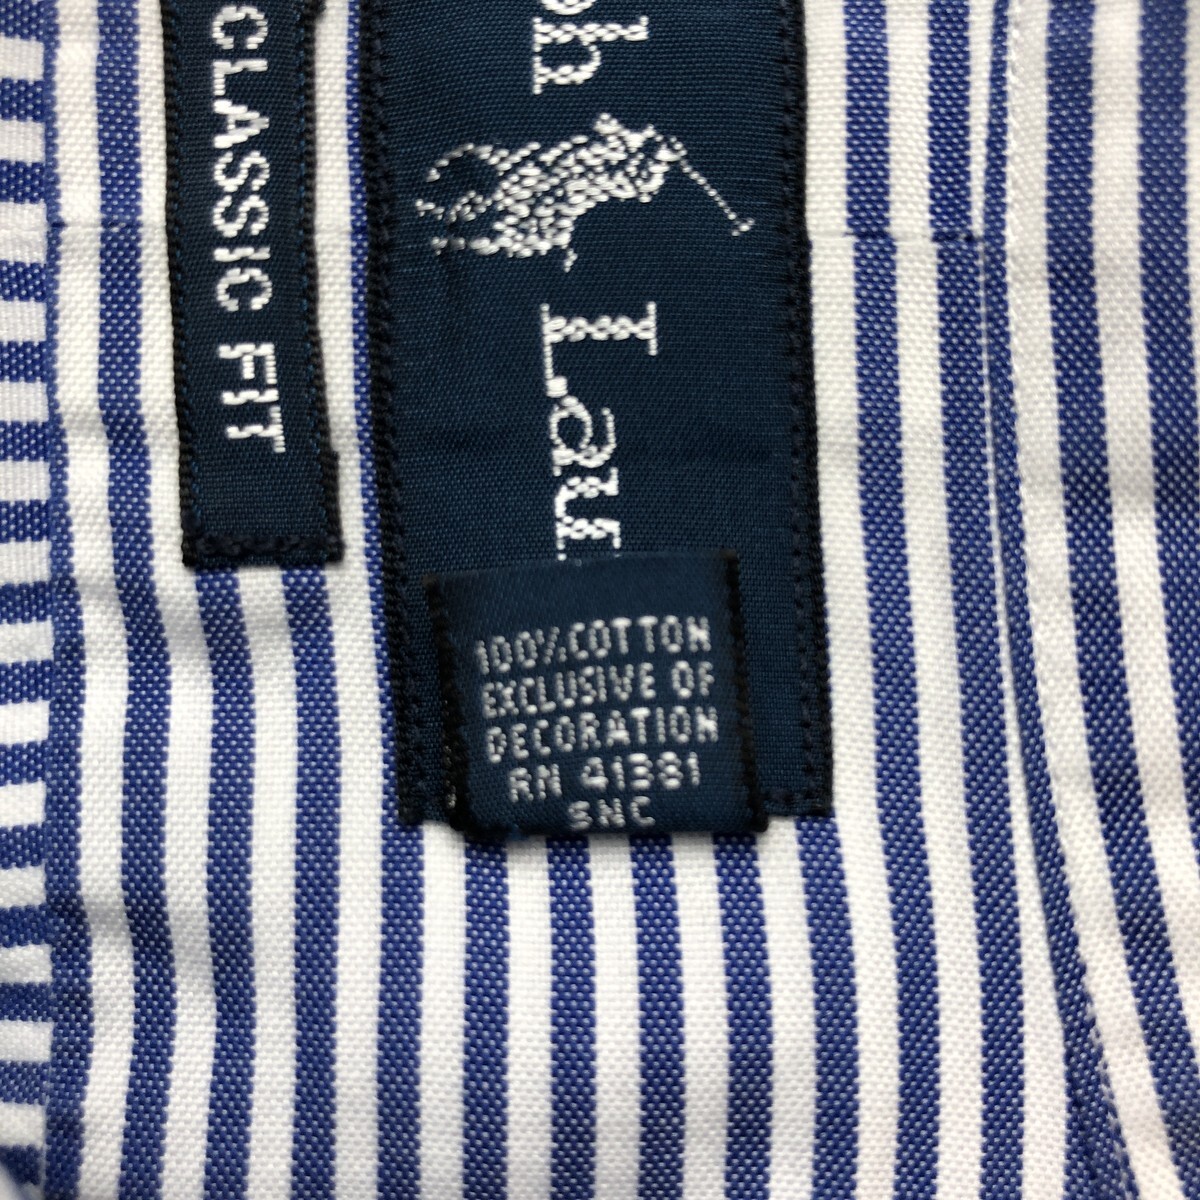 CLASSIC FIT
ph Lau
100% COTTON
EXCLUSIVE OF
DECORATION
RN 41381
SNC